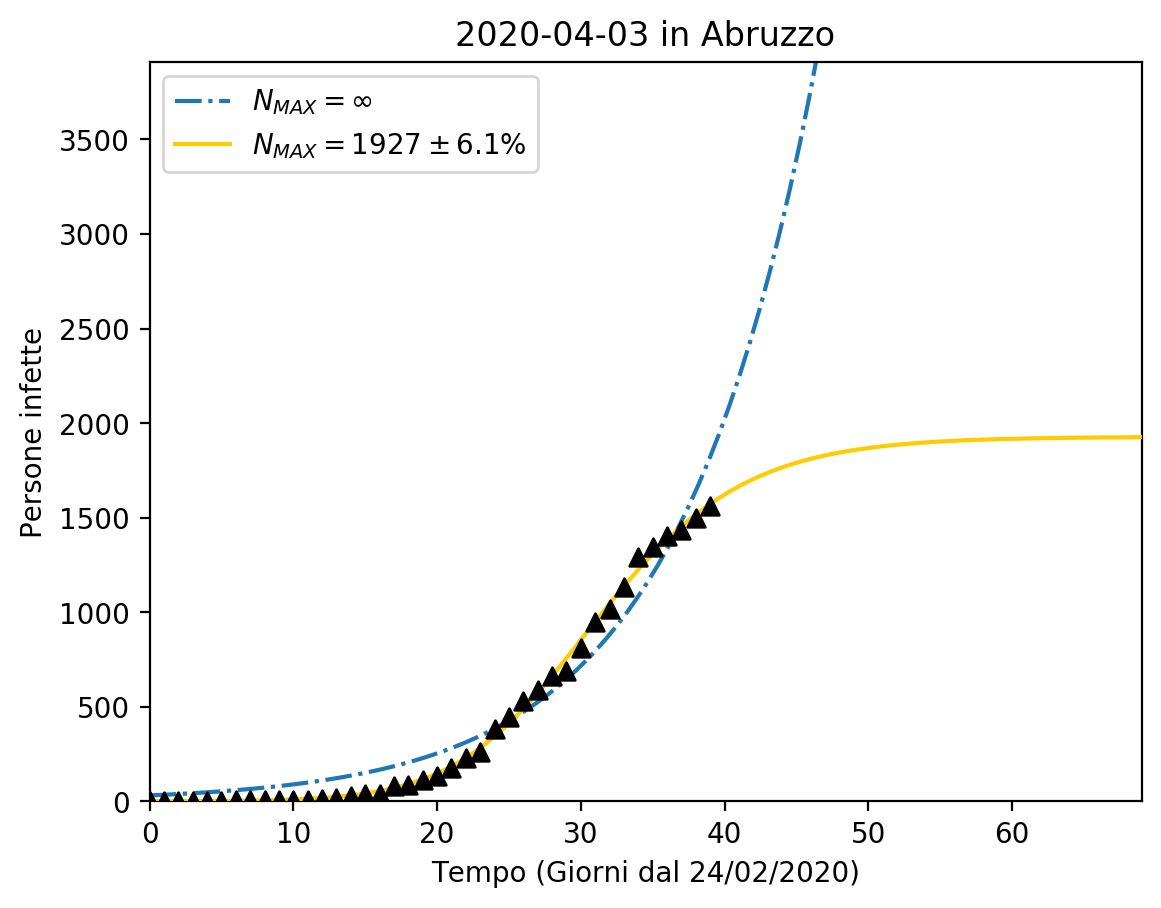 2020-04-03 in Abruzzo
N_MAX = ∞
N_MAX = 1927 ± 6.1%
3500
3000
2500
2000
1500
1000
500
0
Persone infette
0 10 20 30 40 50 60
Tempo (Giorni dal 24/02/2020)